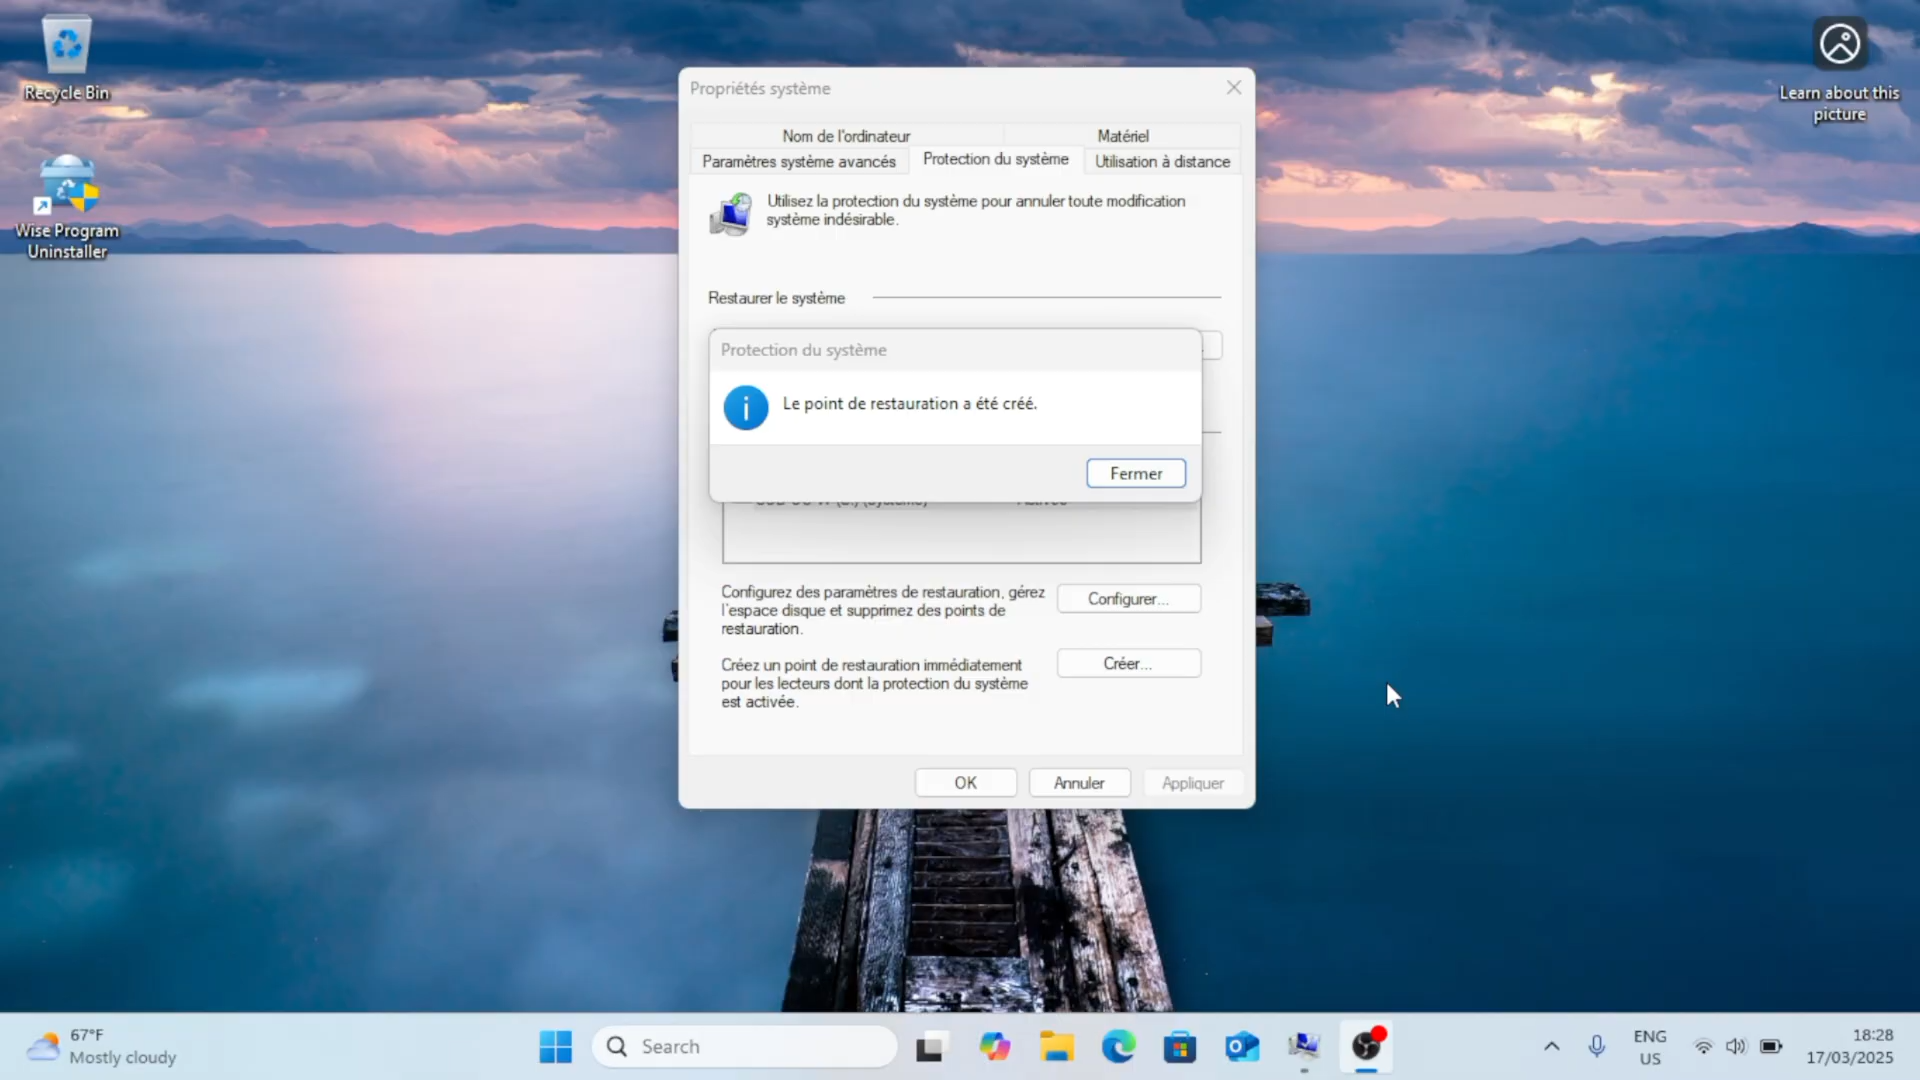 Recycle Bin
Wise Program
Uninstaller
Learn about this
picture
Propriétés système
Nom de l'ordinateur
Matériel
Paramètres système avancés
Protection du système
Utilisation à distance
Utilisez la protection du système pour annuler toute modification
système indésirable.
Restaurer le système
Protection du système
Le point de restauration a été créé.
Fermer
Configurez des paramètres de restauration, gérez
l'espace disque et supprimez des points de
restauration.
Configurer...
Créez un point de restauration immédiatement
pour les lecteurs dont la protection du système
est activée.
Créer...
OK
Annuler
Appliquer
67°F
Mostly cloudy
Search
ENG
US
18:28
17/03/2025